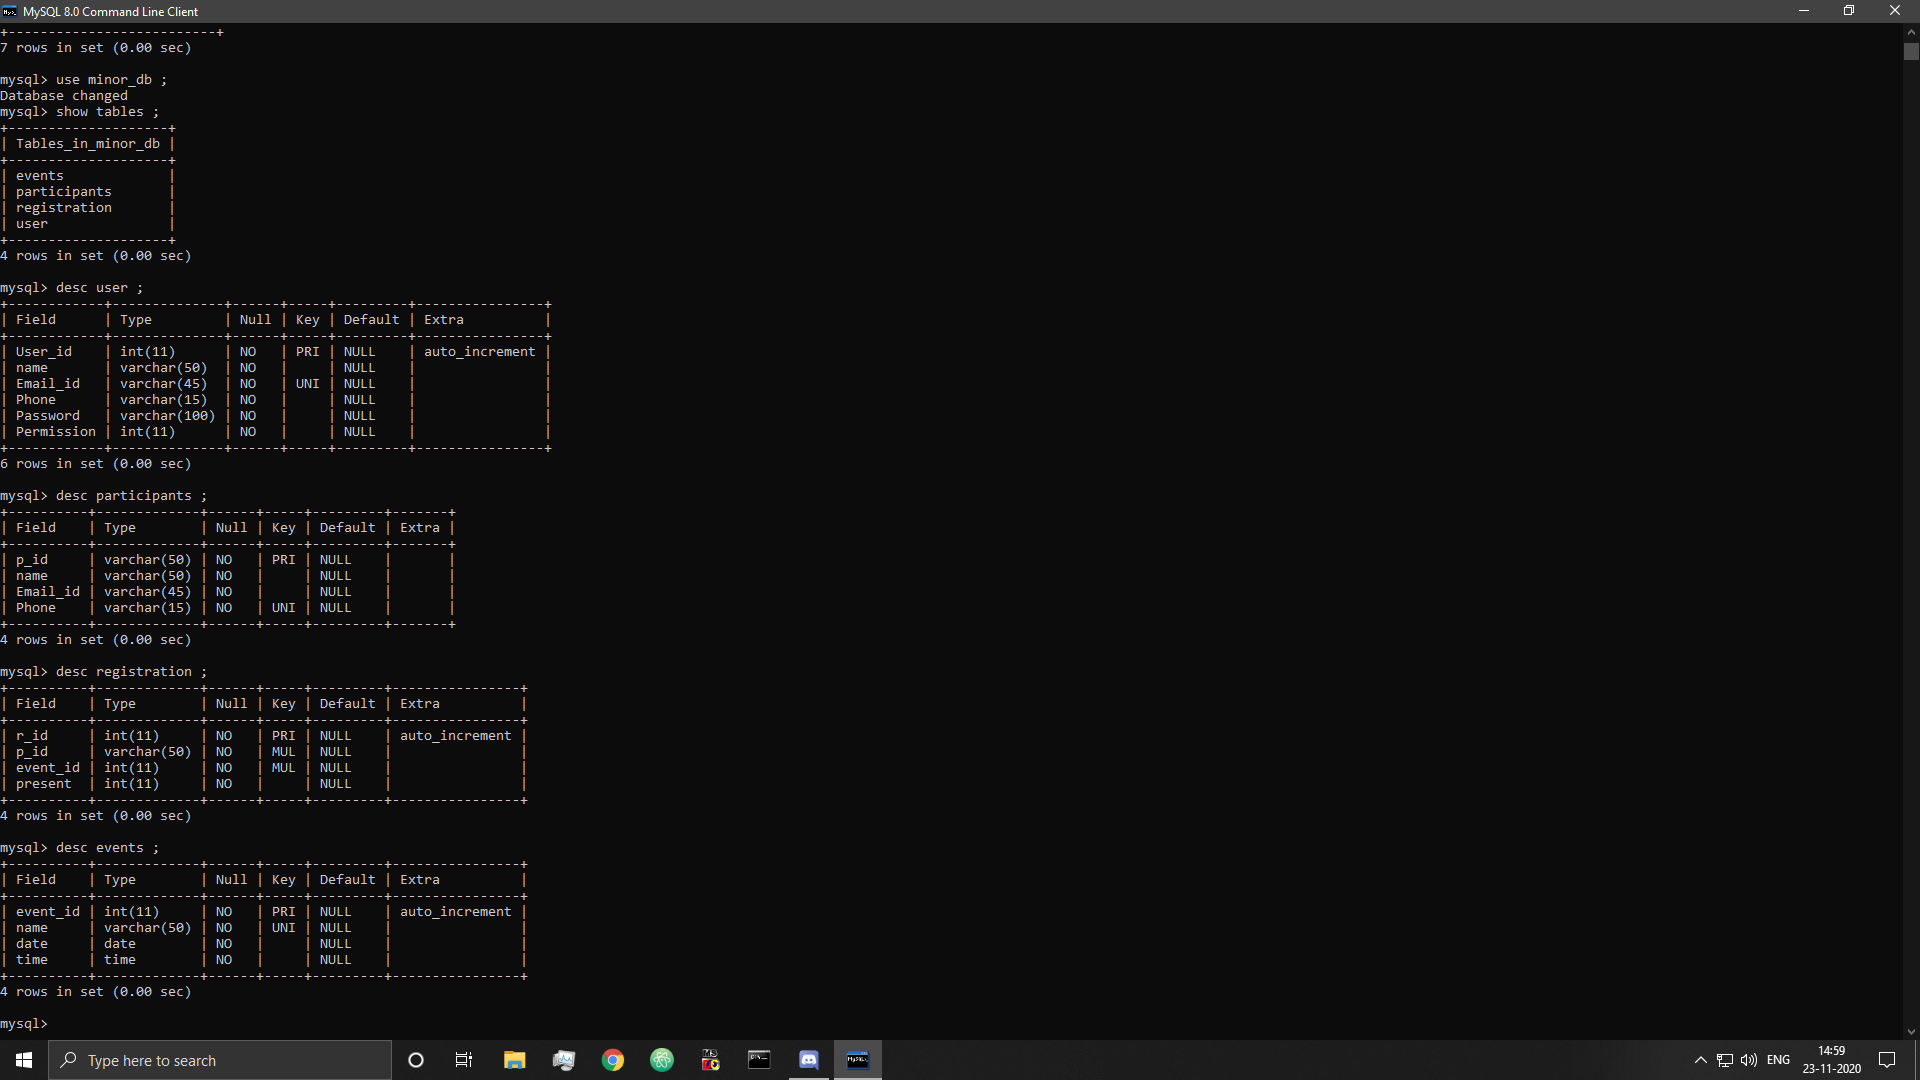 MySQL 8.0 Command Line Client
+--------------------------+
7 rows in set (0.00 sec)
mysql> use minor_db ;
Database changed
mysql> show tables ;
+--------------------+
| Tables_in_minor_db |
+--------------------+
| events             |
| participants       |
| registration       |
| user               |
+--------------------+
4 rows in set (0.00 sec)
mysql> desc user ;
+------------+--------------+------+-----+---------+----------------+
| Field      | Type         | Null | Key | Default | Extra          |
+------------+--------------+------+-----+---------+----------------+
| User_id    | int(11)      | NO   | PRI | NULL    | auto_increment |
| name       | varchar(50)  | NO   |     | NULL    |                |
| Email_id   | varchar(45)  | NO   | UNI | NULL    |                |
| Phone      | varchar(15)  | NO   |     | NULL    |                |
| Password   | varchar(100) | NO   |     | NULL    |                |
| Permission | int(11)      | NO   |     | NULL    |                |
+------------+--------------+------+-----+---------+----------------+
6 rows in set (0.00 sec)
mysql> desc participants ;
+----------+-------------+------+-----+---------+-------+
| Field    | Type        | Null | Key | Default | Extra |
+----------+-------------+------+-----+---------+-------+
| p_id     | varchar(50) | NO   | PRI | NULL    |       |
| name     | varchar(50) | NO   |     | NULL    |       |
| Email_id | varchar(45) | NO   |     | NULL    |       |
| Phone    | varchar(15) | NO   | UNI | NULL    |       |
+----------+-------------+------+-----+---------+-------+
4 rows in set (0.00 sec)
mysql> desc registration ;
+----------+-------------+------+-----+---------+----------------+
| Field    | Type        | Null | Key | Default | Extra          |
+----------+-------------+------+-----+---------+----------------+
| r_id     | int(11)     | NO   | PRI | NULL    | auto_increment |
| p_id     | varchar(50) | NO   | MUL | NULL    |                |
| event_id | int(11)     | NO   | MUL | NULL    |                |
| present  | int(11)     | NO   |     | NULL    |                |
+----------+-------------+------+-----+---------+----------------+
4 rows in set (0.00 sec)
mysql> desc events ;
+----------+-------------+------+-----+---------+----------------+
| Field    | Type        | Null | Key | Default | Extra          |
+----------+-------------+------+-----+---------+----------------+
| event_id | int(11)     | NO   | PRI | NULL    | auto_increment |
| name     | varchar(50) | NO   | UNI | NULL    |                |
| date     | date        | NO   |     | NULL    |                |
| time     | time        | NO   |     | NULL    |                |
+----------+-------------+------+-----+---------+----------------+
4 rows in set (0.00 sec)
mysql>
Type here to search
ENG
14:59
23-11-2020